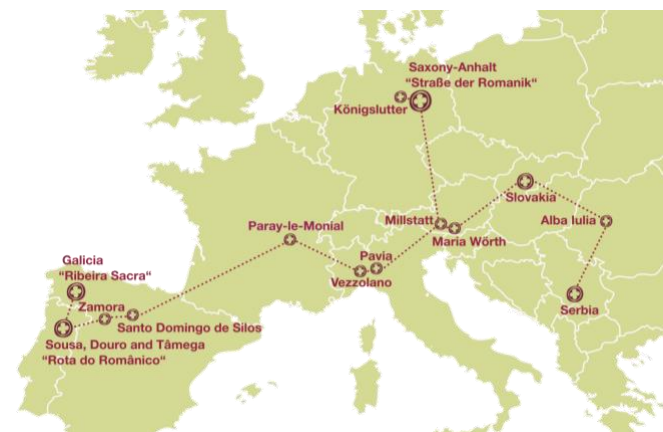 Saxony-Anhalt
"Straße der Romanik"
Königslutter
Slovakia
Millstatt
Alba Iulia
Paray-le-Monial
Maria Wörth
Pavia
Galicia
"Ribeira Sacra"
Vezzolano
Zamora
Serbia
Santo Domingo de Silos
Sousa, Douro and Tâmega
"Rota do Românico"